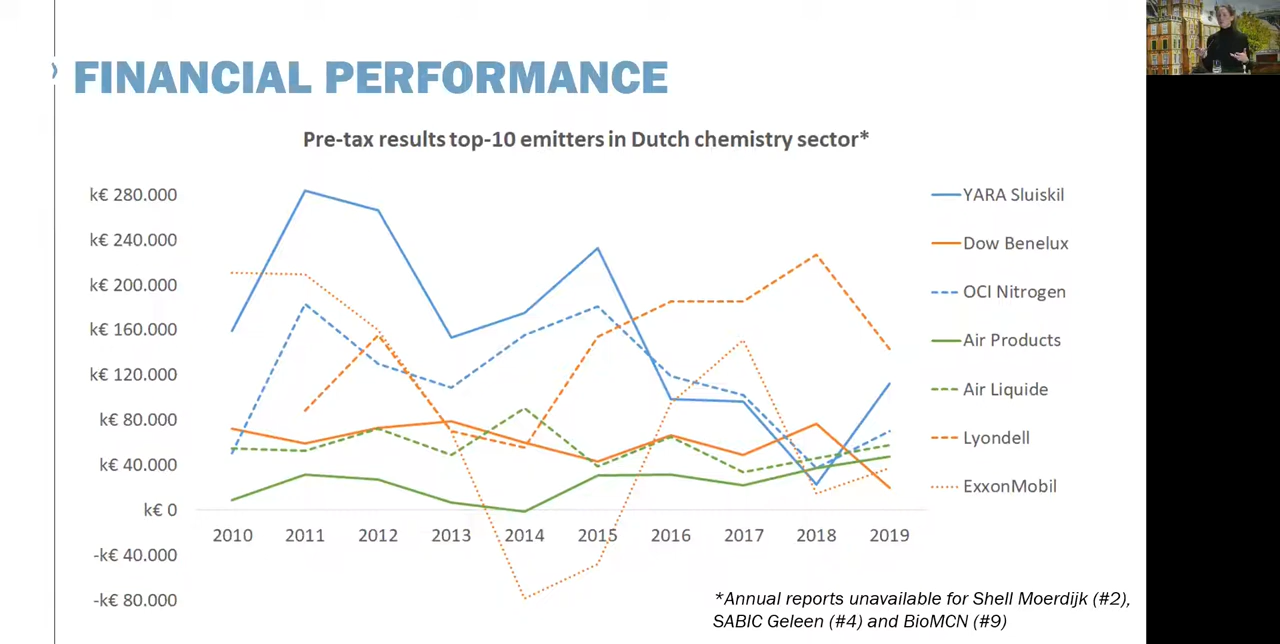 FINANCIAL PERFORMANCE
Pre-tax results top-10 emitters in Dutch chemistry sector*
k€ 280.000
k€ 240.000
k€ 200.000
k€ 160.000
k€ 120.000
k€ 80.000
k€ 40.000
k€ 0
-k€ 40.000
-k€ 80.000
2010 2011 2012 2013 2014 2015 2016 2017 2018 2019
YARA Sluiskil
Dow Benelux
OCI Nitrogen
Air Products
Air Liquide
Lyondell
ExxonMobil
*Annual reports unavailable for Shell Moerdijk (#2),
SABIC Geleen (#4) and BioMCN (#9)